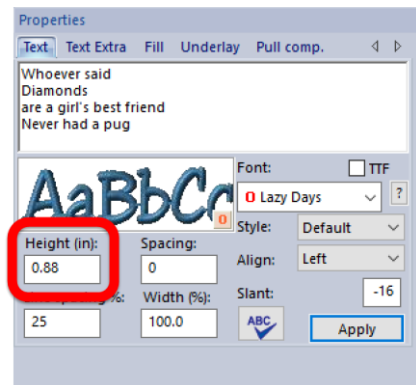 Properties
Text Text Extra Fill Underlay Pull comp.
Whoever said
Diamonds
are a girl's best friend
Never had a pug
AaBbCc
Font: TTF
O Lazy Days ?
Style: Default
Height (in): Spacing:
0.88 0
Align: Left
%: Width (%): Slant: -16
25 100.0
ABC
Apply